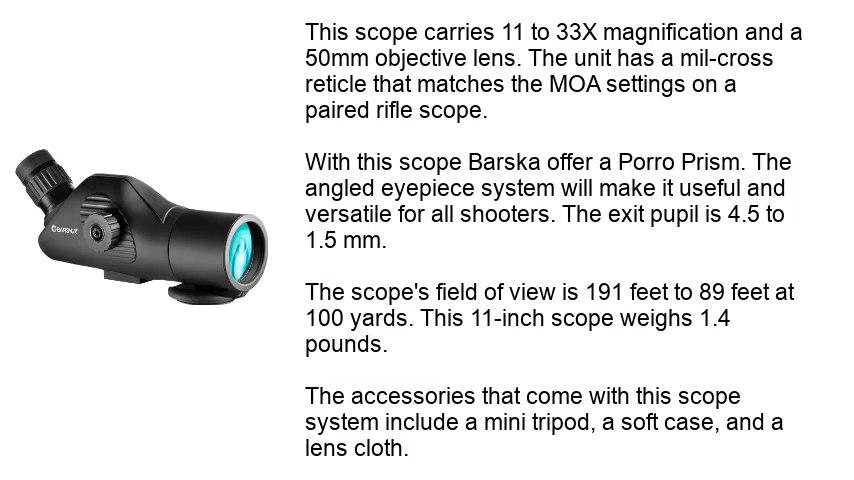 This scope carries 11 to 33X magnification and a
50mm objective lens. The unit has a mil-cross
reticle that matches the MOA settings on a
paired rifle scope.
With this scope Barska offer a Porro Prism. The
angled eyepiece system will make it useful and
versatile for all shooters. The exit pupil is 4.5 to
1.5 mm.
The scope's field of view is 191 feet to 89 feet at
100 yards. This 11-inch scope weighs 1.4
pounds.
The accessories that come with this scope
system include a mini tripod, a soft case, and a
lens cloth.
BARSKA